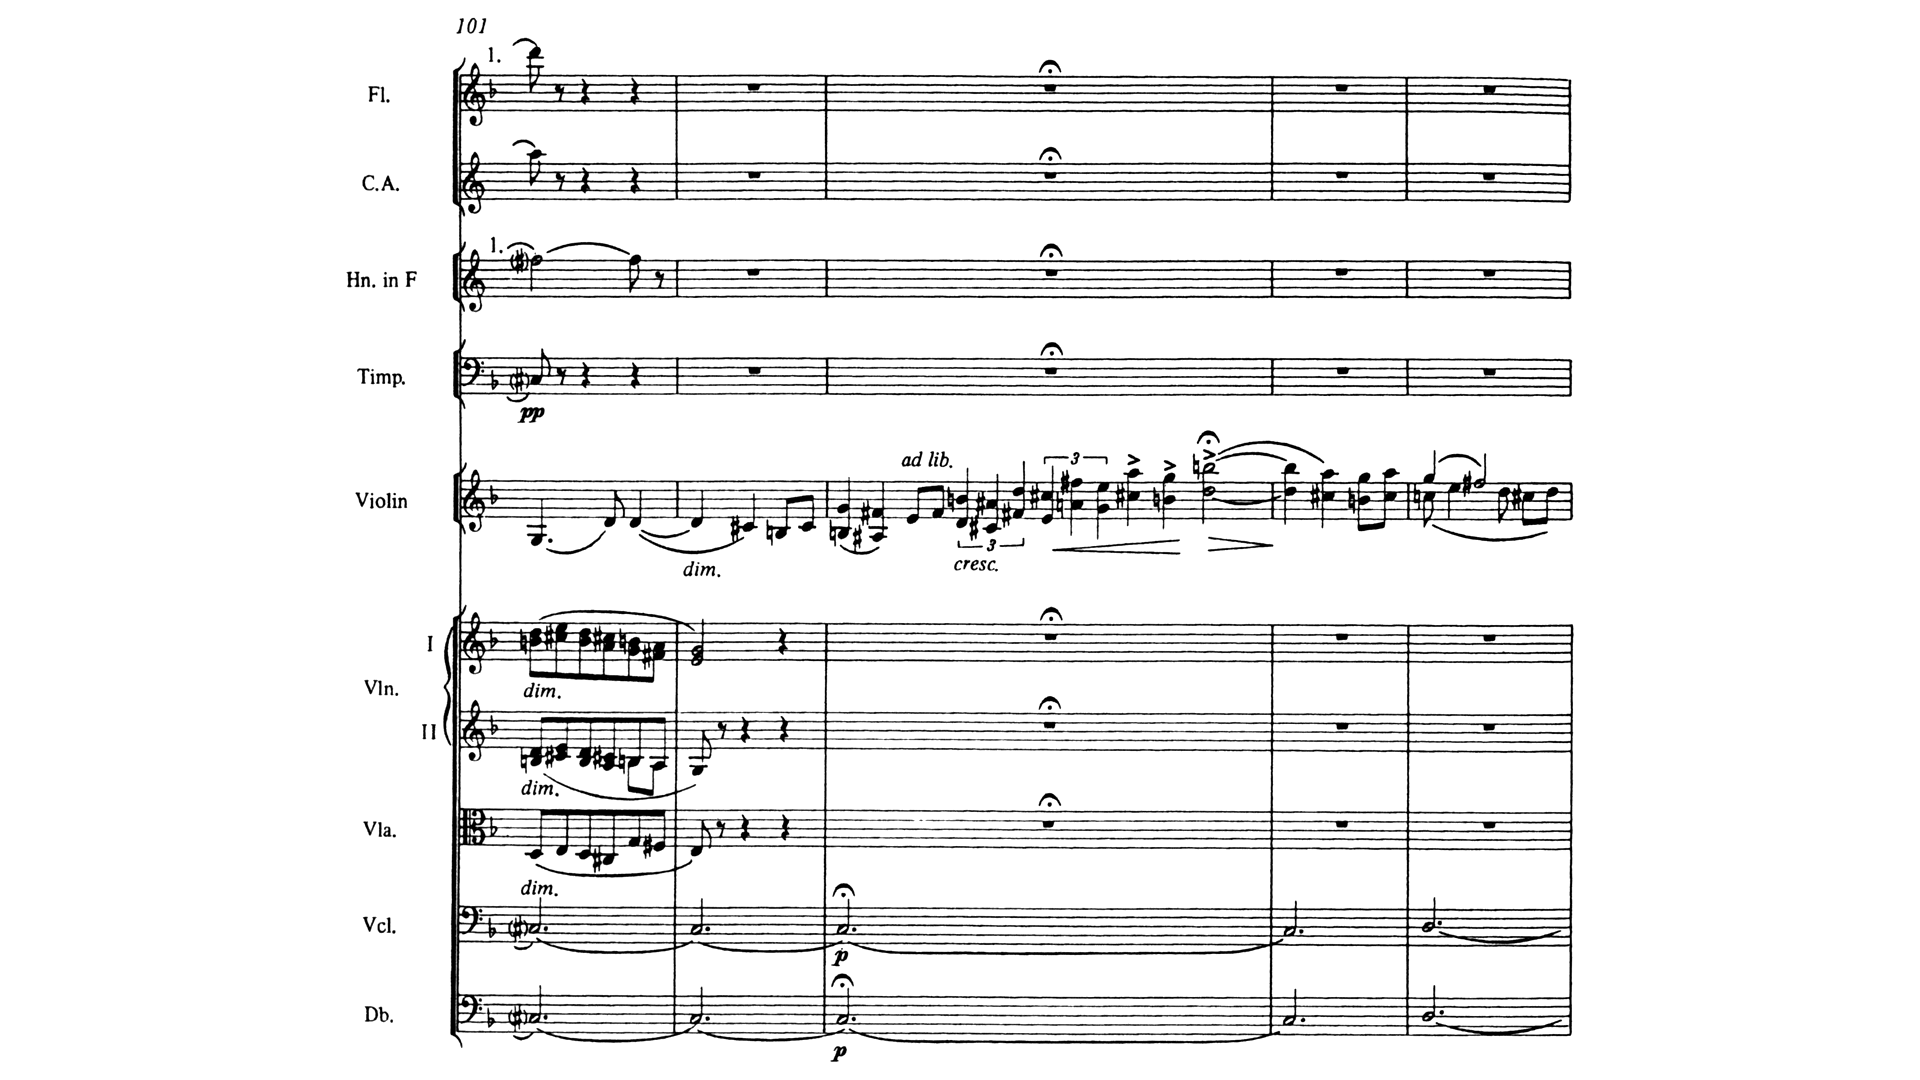 101
1.
Fl.
C.A.
1.
Hn. in F
Timp.
pp
ad lib.
3
Violin
3
dim.
cresc.
I
Vln.
dim.
II
dim.
Vla.
dim.
Vcl.
p
Db.
p